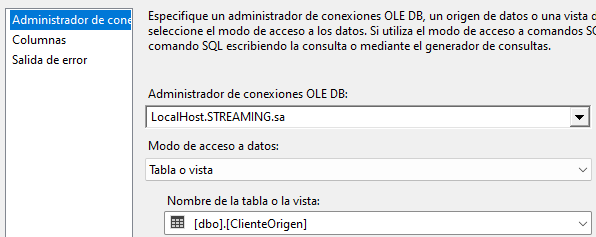 Administrador de cone
Columnas
Salida de error
Especifique un administrador de conexiones OLE DB, un origen de datos o una vista d
seleccione el modo de acceso a los datos. Si utiliza el modo de acceso a comandos SQ
comando SQL escribiendo la consulta o mediante el generador de consultas.
Administrador de conexiones OLE DB:
LocalHost.STREAMING.sa
Modo de acceso a datos:
Tabla o vista
Nombre de la tabla o la vista:
[dbo].[ClienteOrigen]